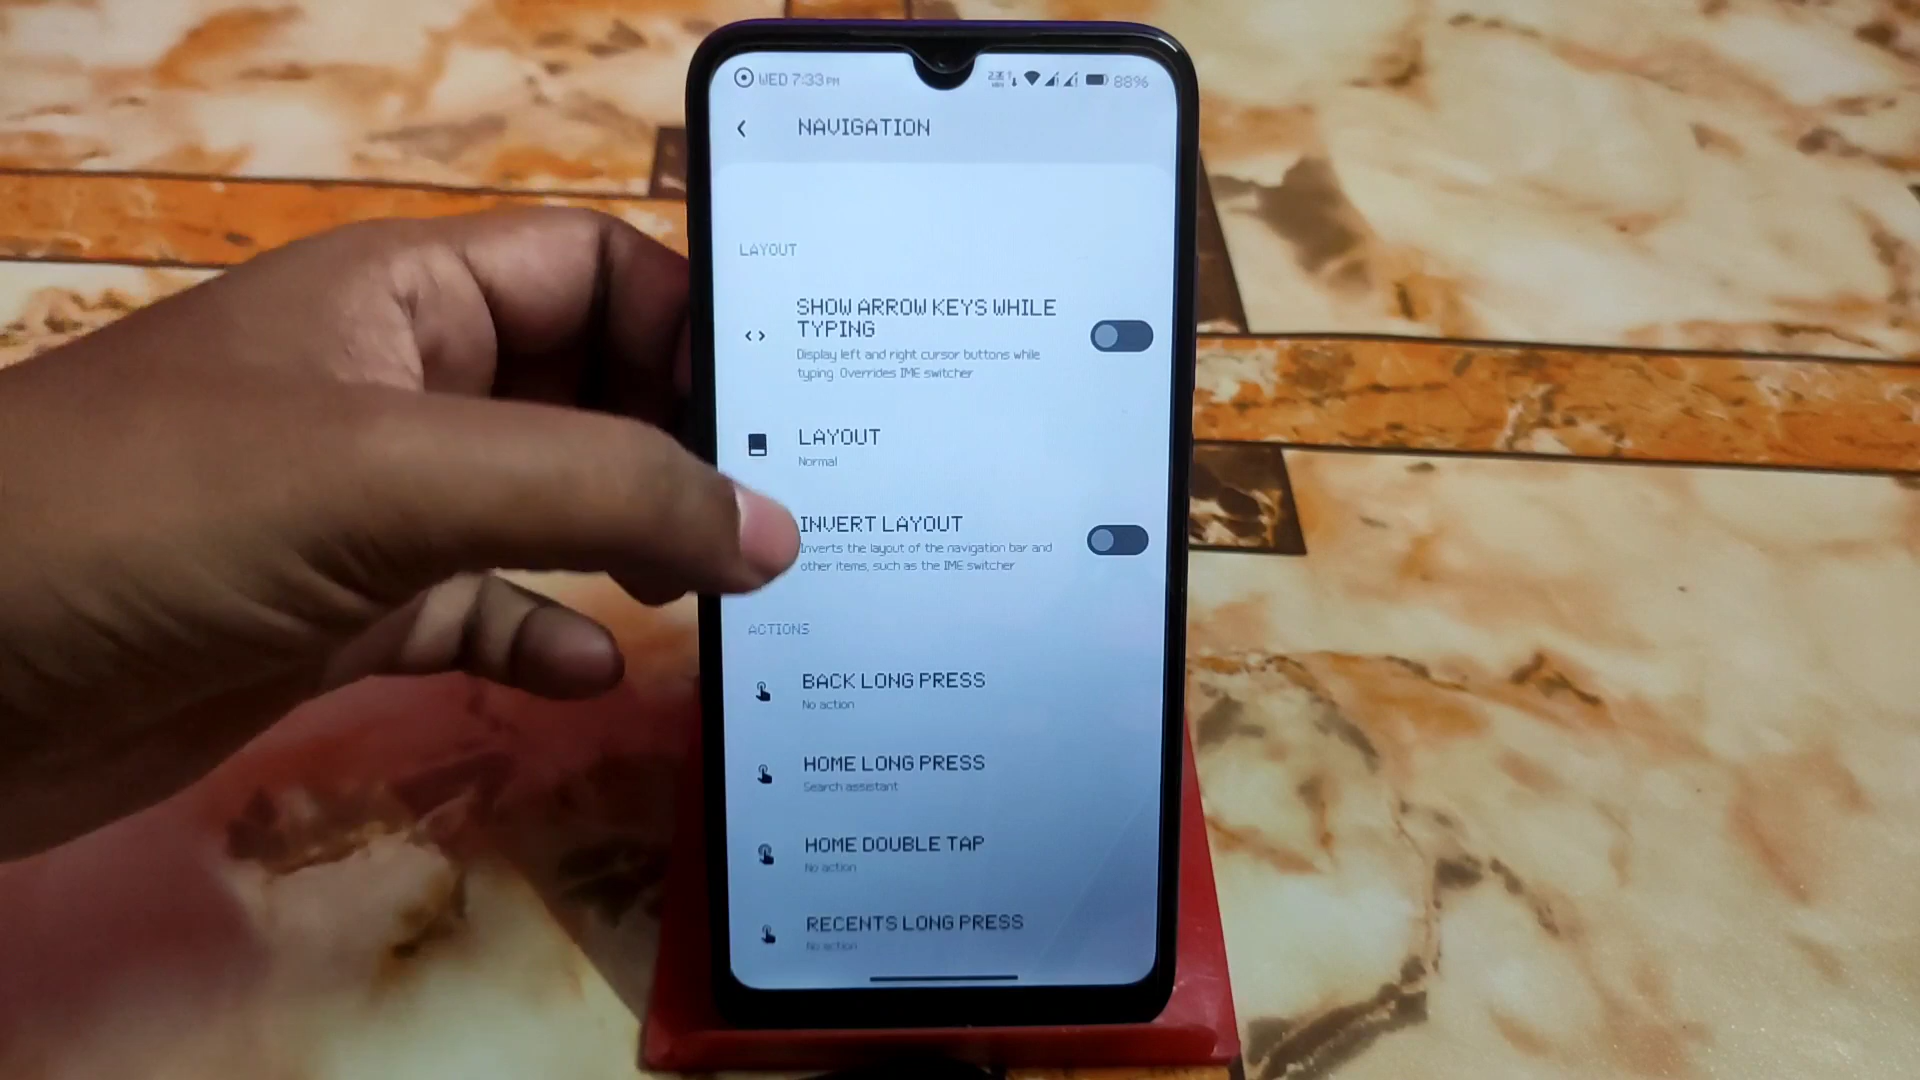 WED 7:33 PM
88%
NAVIGATION
LAYOUT
SHOW ARROW KEYS WHILE
TYPING
Display left and right cursor buttons while
typing. Overrides IME switcher
LAYOUT
Normal
INVERT LAYOUT
Inverts the layout of the navigation bar and
other items, such as the IME switcher
ACTIONS
BACK LONG PRESS
No action
HOME LONG PRESS
Search assistant
HOME DOUBLE TAP
No action
RECENTS LONG PRESS
No action